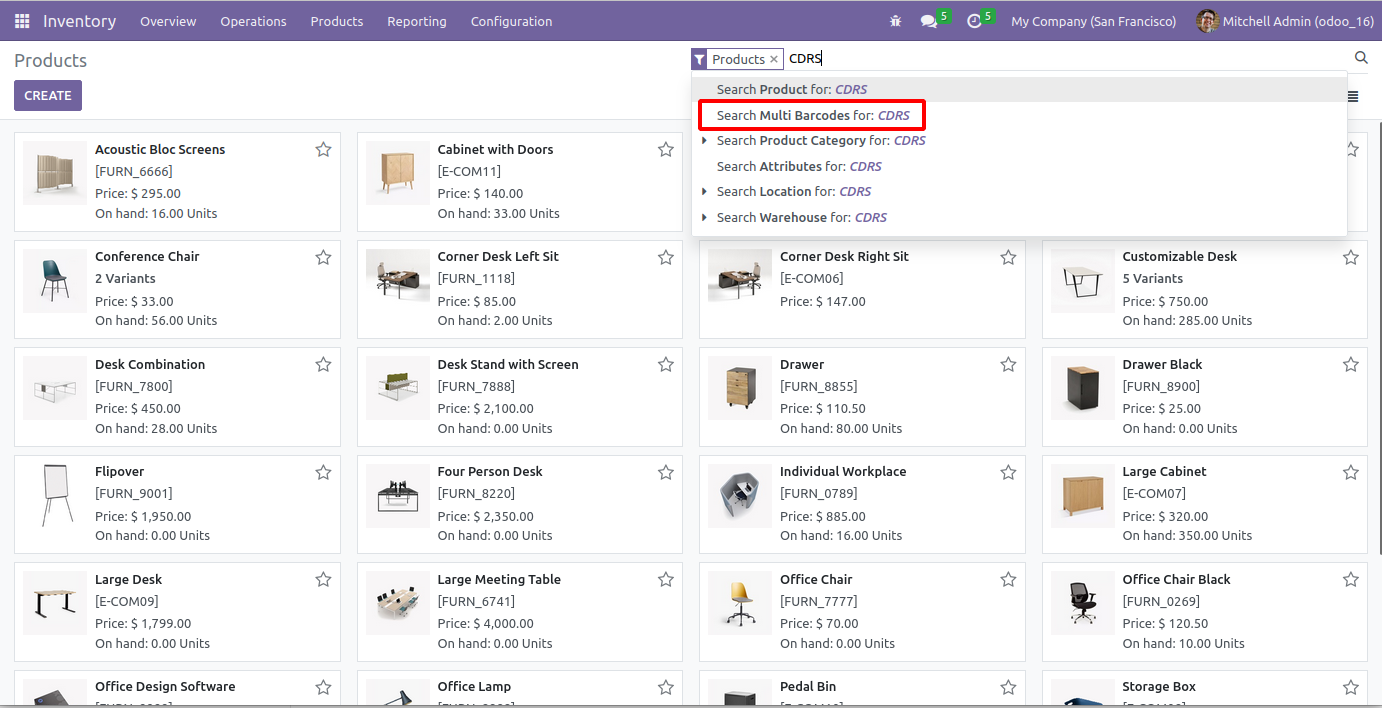 Inventory Overview Operations Products Reporting Configuration 5 5 My Company (San Francisco) Mitchell Admin (odoo_16)
Products
Products × CDRS
CREATE
Search Product for: CDRS
Search Multi Barcodes for: CDRS
Search Product Category for: CDRS
Search Attributes for: CDRS
Search Location for: CDRS
Search Warehouse for: CDRS
Acoustic Bloc Screens
[FURN_6666]
Price: $ 295.00
On hand: 16.00 Units
Cabinet with Doors
[E-COM11]
Price: $ 140.00
On hand: 33.00 Units
Conference Chair
2 Variants
Price: $ 33.00
On hand: 56.00 Units
Corner Desk Left Sit
[FURN_1118]
Price: $ 85.00
On hand: 2.00 Units
Corner Desk Right Sit
[E-COM06]
Price: $ 147.00
Customizable Desk
5 Variants
Price: $ 750.00
On hand: 285.00 Units
Desk Combination
[FURN_7800]
Price: $ 450.00
On hand: 28.00 Units
Desk Stand with Screen
[FURN_7888]
Price: $ 2,100.00
On hand: 0.00 Units
Drawer
[FURN_8855]
Price: $ 110.50
On hand: 80.00 Units
Drawer Black
[FURN_8900]
Price: $ 25.00
On hand: 0.00 Units
Flipover
[FURN_9001]
Price: $ 1,950.00
On hand: 0.00 Units
Four Person Desk
[FURN_8220]
Price: $ 2,350.00
On hand: 0.00 Units
Individual Workplace
[FURN_0789]
Price: $ 885.00
On hand: 16.00 Units
Large Cabinet
[E-COM07]
Price: $ 320.00
On hand: 350.00 Units
Large Desk
[E-COM09]
Price: $ 1,799.00
On hand: 0.00 Units
Large Meeting Table
[FURN_6741]
Price: $ 4,000.00
On hand: 0.00 Units
Office Chair
[FURN_7777]
Price: $ 70.00
On hand: 0.00 Units
Office Chair Black
[FURN_0269]
Price: $ 120.50
On hand: 10.00 Units
Office Design Software
Office Lamp
Pedal Bin
Storage Box